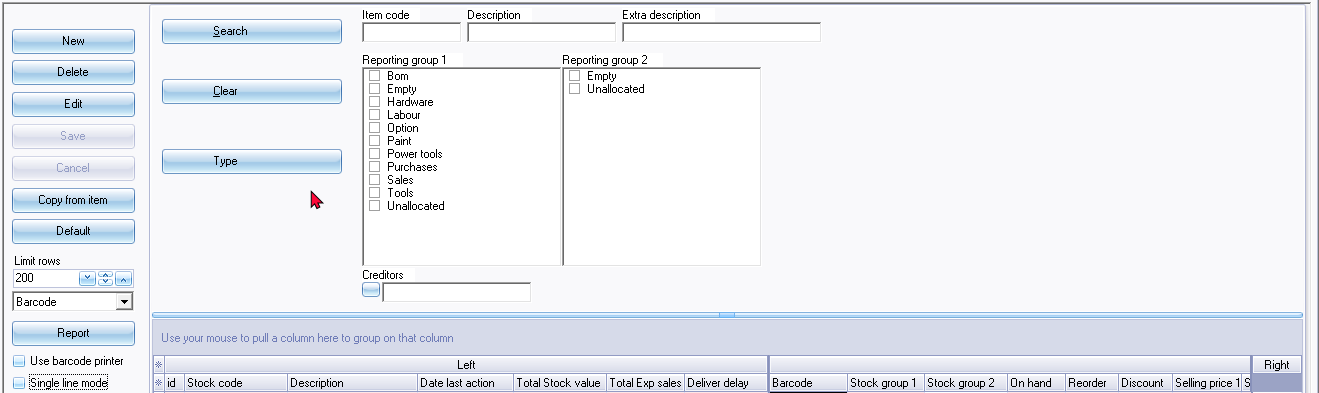 New
Delete
Edit
Save
Cancel
Copy from item
Default
Limit rows
200
Barcode
Report
Use barcode printer
Single line mode
Search
Clear
Type
Item code Description Extra description
Reporting group 1
Bom
Empty
Hardware
Labour
Option
Paint
Power tools
Purchases
Sales
Tools
Unallocated
Reporting group 2
Empty
Unallocated
Creditors
Use your mouse to pull a column here to group on that column
Left Right
id Stock code Description Date last action Total Stock value Total Exp sales Deliver delay Barcode Stock group 1 Stock group 2 On hand Reorder Discount Selling price 1 S